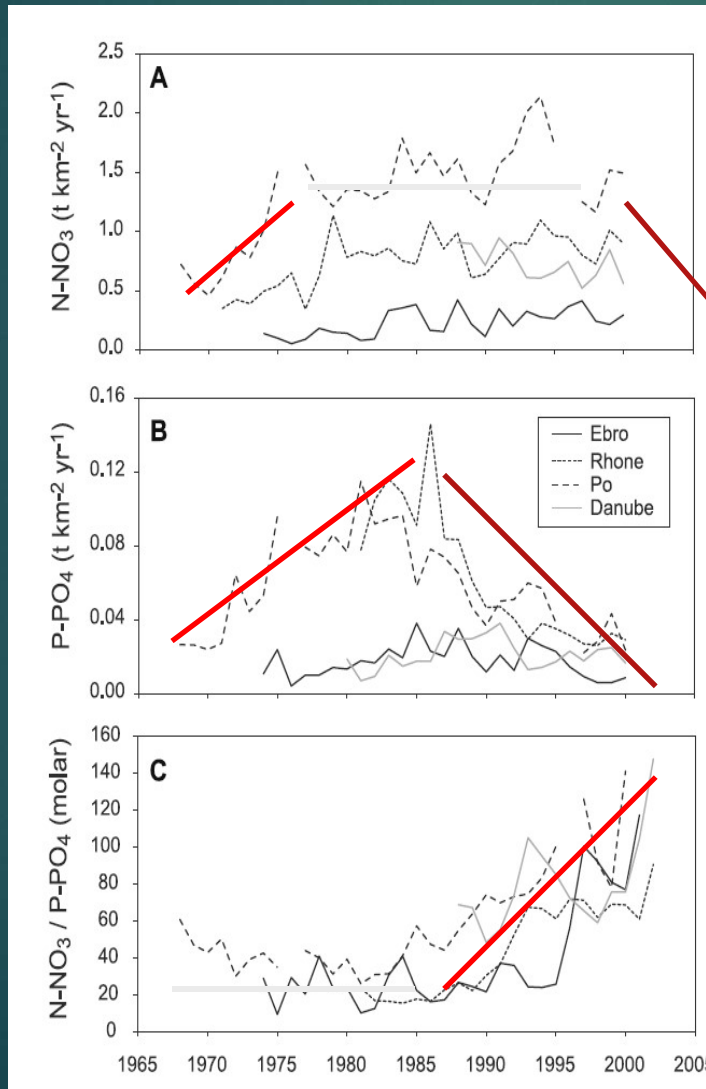 A
N-NO3 (t km-2 yr-1)
2.5
2.0
1.5
1.0
0.5
0.0
B
P-PO4 (t km-2 yr-1)
0.16
0.12
0.08
0.04
0.00
Ebro
Rhone
Po
Danube
C
N-NO3 / P-PO4 (molar)
160
140
120
100
80
60
40
20
0
1965 1970 1975 1980 1985 1990 1995 2000 2005